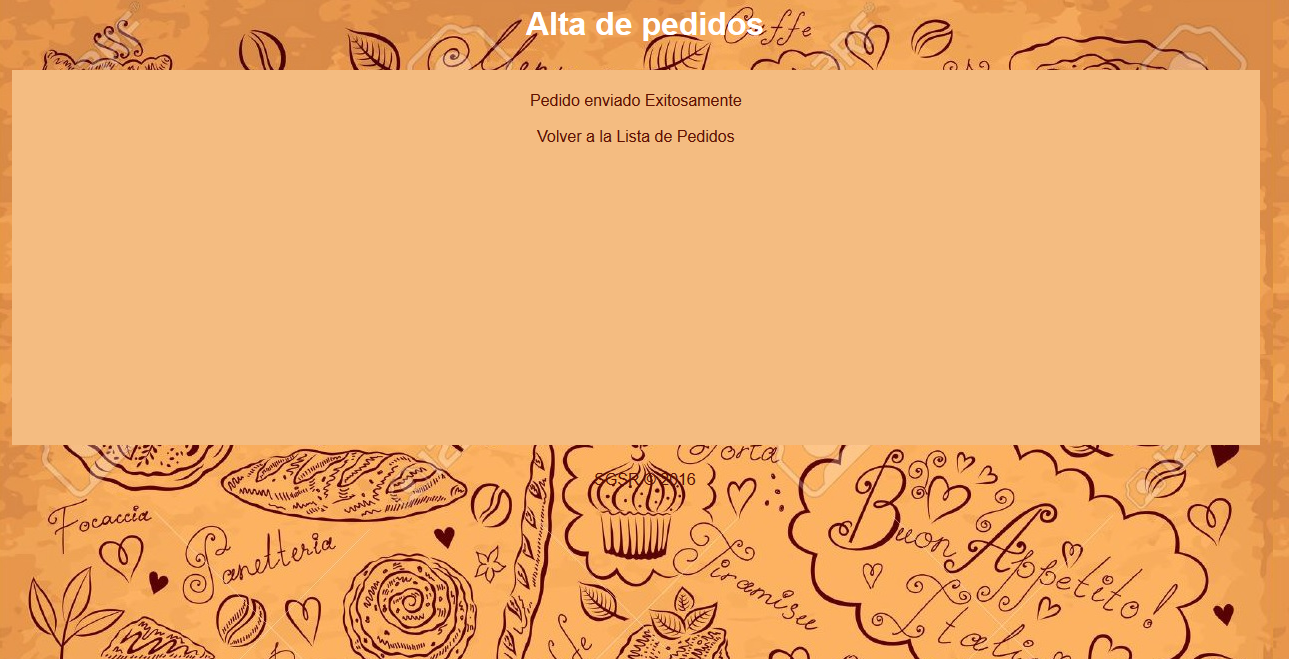 Alta de pedidos
Caffe
Pedido enviado Exitosamente
Volver a la Lista de Pedidos
Torta
SGSR © 2016
Focaccia
Panetteria
Tiramisu
Buon
Appetito!